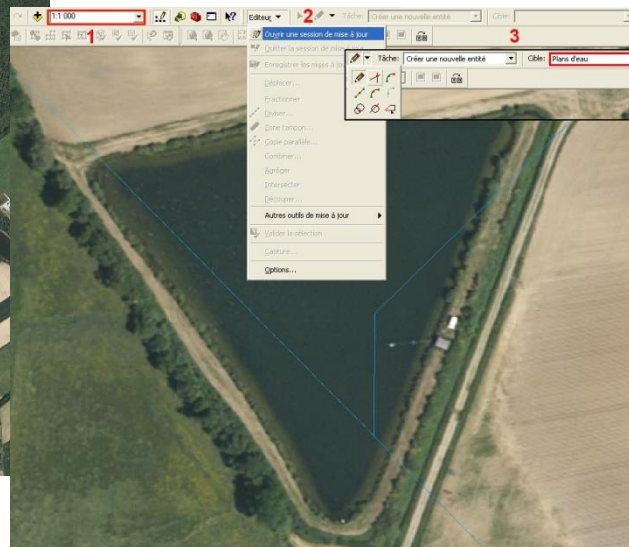 1:1 000
Editeur
2
Tâche:
Créer une nouvelle entité
Cible:
1
3
Ouvrir une session de mise à jour
Quitter la session de mise à jour
Enregistrer les mises à jour
Déplacer...
Fractionner
Diviser...
Zone tampon...
Copie parallèle...
Combiner...
Agréger
Intersecter
Découper...
Autres outils de mise à jour
Valider la sélection
Capture...
Options...
Tâche: Créer une nouvelle entité Cible: Plans d'eau